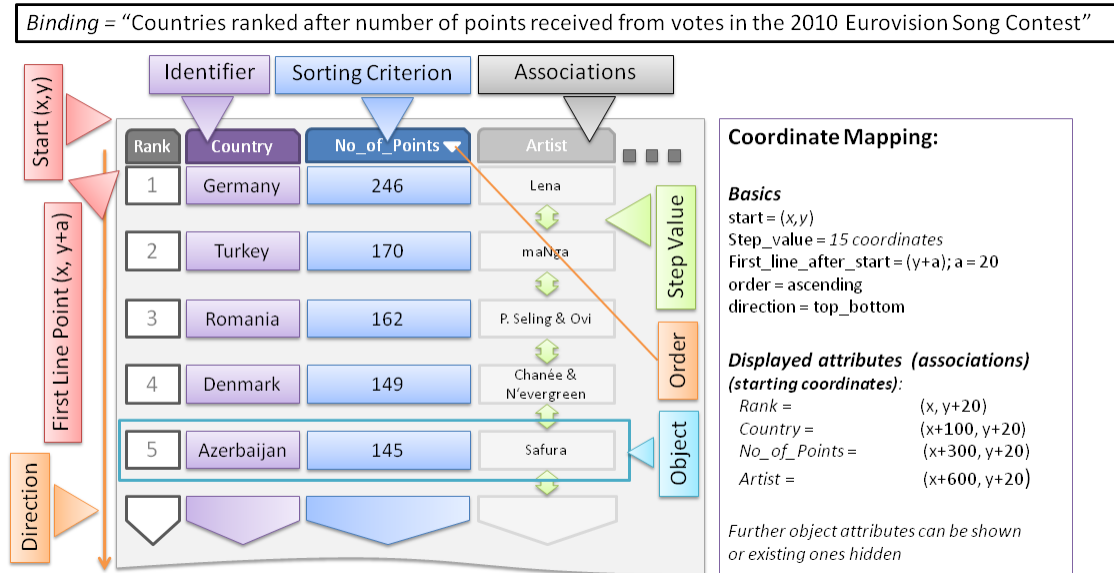 Binding = “Countries ranked after number of points received from votes in the 2010 Eurovision Song Contest”
Identifier
Sorting Criterion
Associations
Start (x,y)
Rank
Country
No_of_Points
Artist
1
Germany
246
Lena
2
Turkey
170
maNga
3
Romania
162
P. Seling & Ovi
4
Denmark
149
Chanée &
N’evergreen
5
Azerbaijan
145
Safura
First Line Point (x, y+a)
Direction
Step Value
Order
Object
Coordinate Mapping:
Basics
start = (x,y)
Step_value = 15 coordinates
First_line_after_start = (y+a); a = 20
order = ascending
direction = top_bottom
Displayed attributes (associations)
(starting coordinates):
Rank = (x, y+20)
Country = (x+100, y+20)
No_of_Points = (x+300, y+20)
Artist = (x+600, y+20)
Further object attributes can be shown
or existing ones hidden